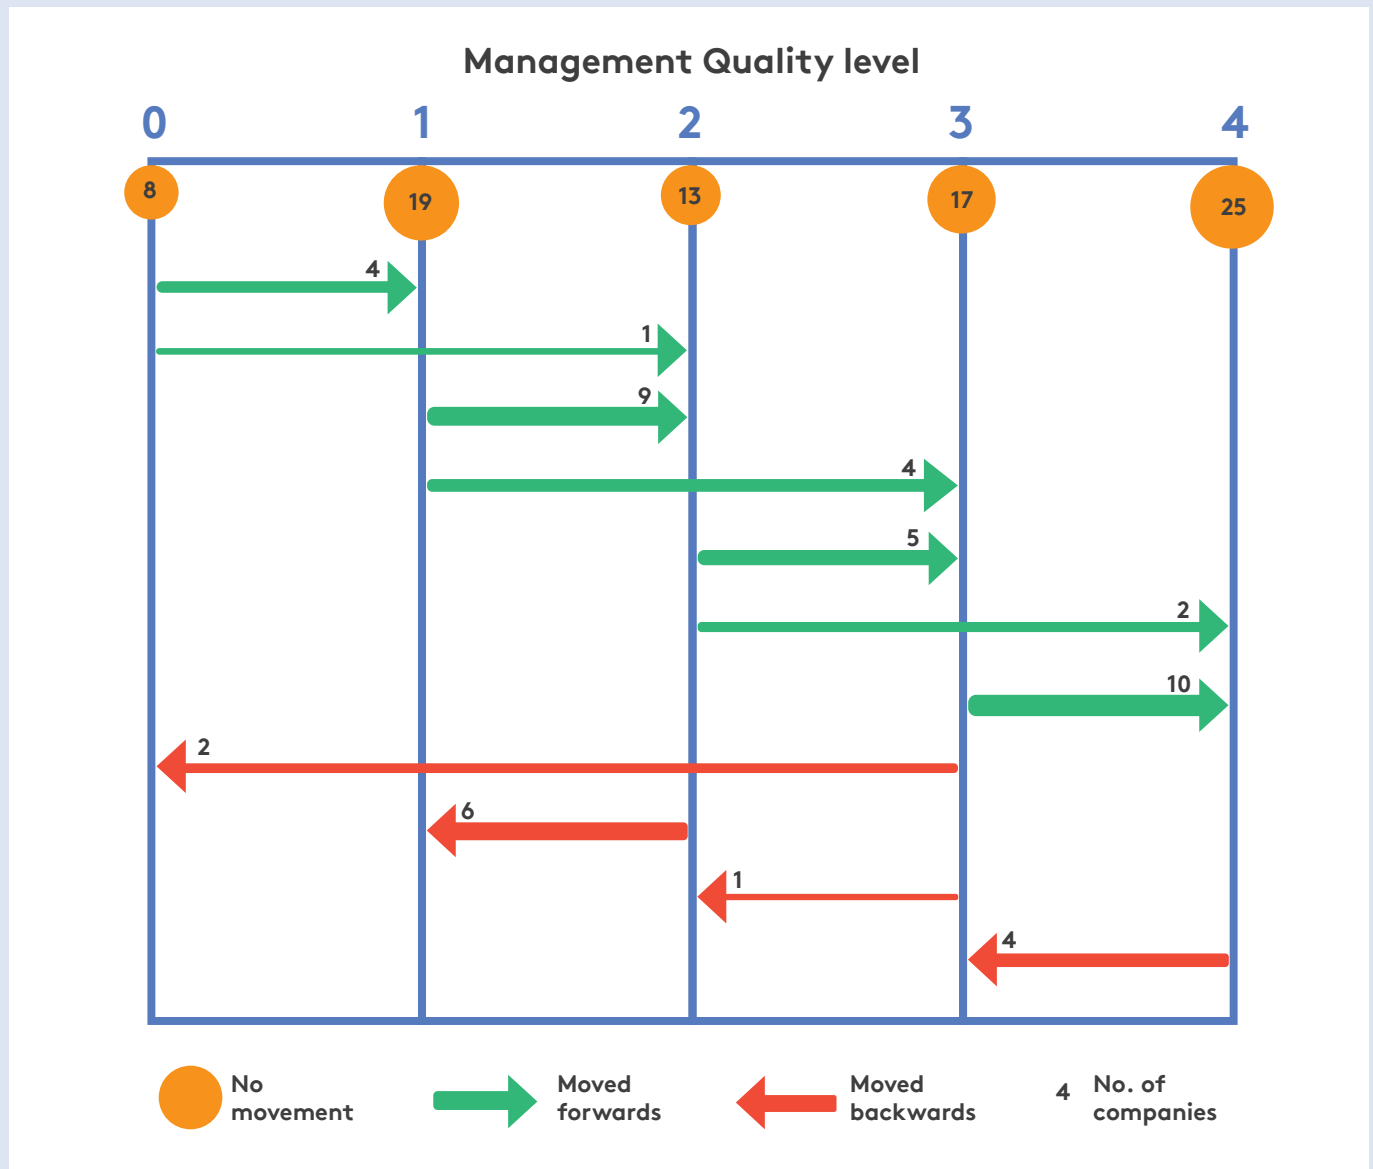 Management Quality level
0 1 2 3 4
8 19 13 17 25
4
1
9
4
5
2
10
2
6
1
4
No
movement
Moved
forwards
Moved
backwards
4
No. of
companies